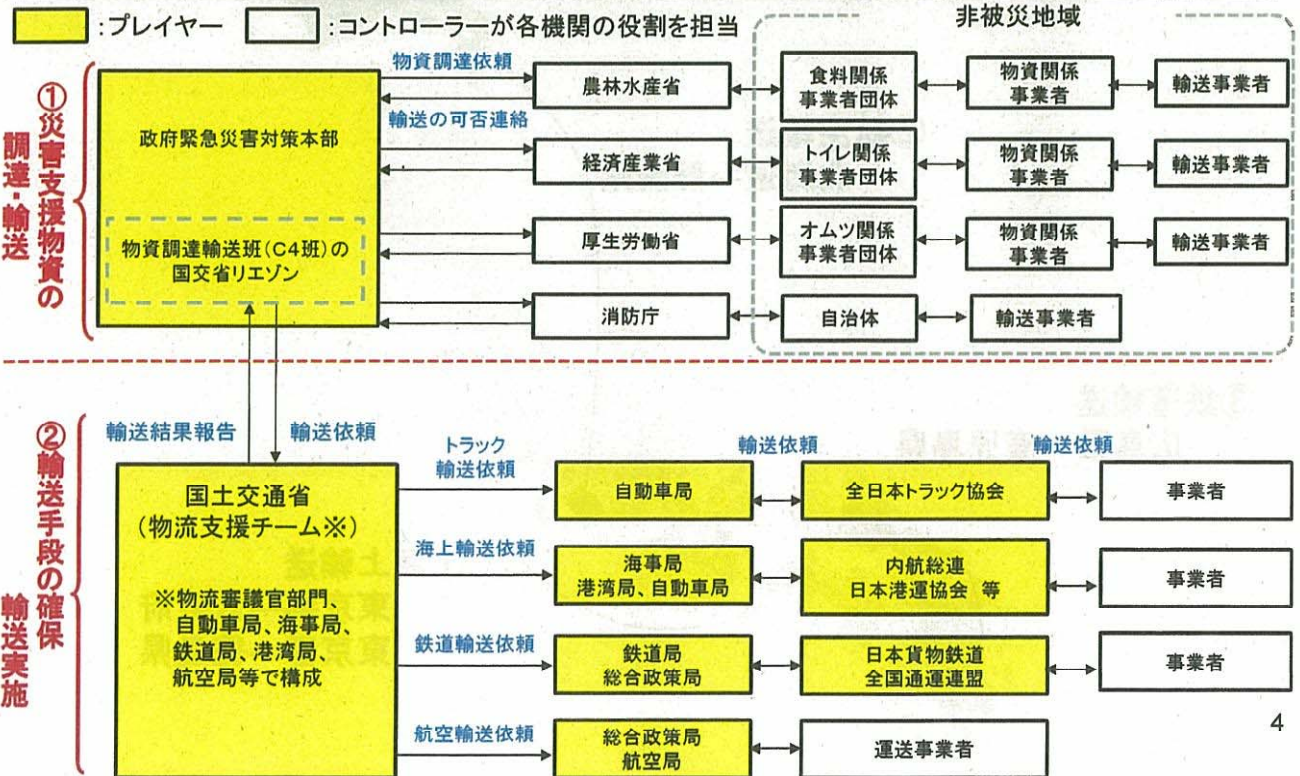 :プレイヤー
:コントローラーが各機関の役割を担当
非被災地域
①災害支援物資の
調達・輸送
政府緊急災害対策本部
物資調達輸送班(C4班)の
国交省リエゾン
物資調達依頼
輸送の可否連絡
農林水産省
食料関係
事業者団体
物資関係
事業者
輸送事業者
経済産業省
トイレ関係
事業者団体
物資関係
事業者
輸送事業者
厚生労働省
オムツ関係
事業者団体
物資関係
事業者
輸送事業者
消防庁
自治体
輸送事業者
②輸送手段の確保
輸送実施
輸送結果報告
輸送依頼
国土交通省
(物流支援チーム※)
※物流審議官部門、
自動車局、海事局、
鉄道局、港湾局、
航空局等で構成
トラック
輸送依頼
輸送依頼
輸送依頼
自動車局
全日本トラック協会
事業者
海上輸送依頼
海事局
港湾局、自動車局
内航総連
日本港運協会 等
事業者
鉄道輸送依頼
鉄道局
総合政策局
日本貨物鉄道
全国通運連盟
事業者
航空輸送依頼
総合政策局
航空局
運送事業者
4